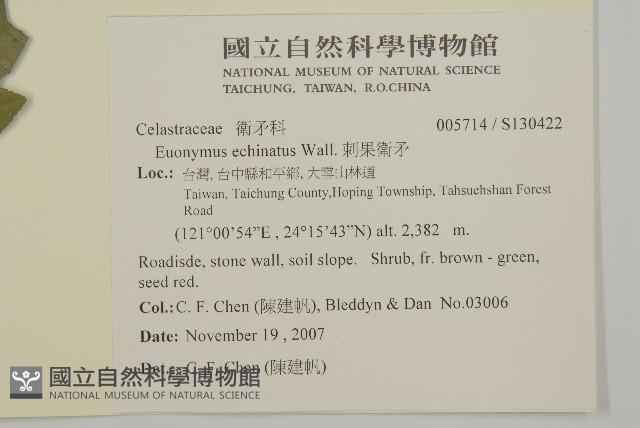 國立自然科學博物館
NATIONAL MUSEUM OF NATURAL SCIENCE
TAICHUNG, TAIWAN, R.O.CHINA
Celastraceae 衛矛科 005714 / S130422
Euonymus echinatus Wall. 刺果衛矛
Loc.: 台灣, 台中縣和平鄉, 大雪山林道
Taiwan, Taichung County,Hoping Township, Tahsuehshan Forest
Road
(121°00’54”E , 24°15’43”N) alt. 2,382 m.
Roadisde, stone wall, soil slope. Shrub, fr. brown - green,
seed red.
Col.: C. F. Chen (陳建帆), Bleddyn & Dan No.03006
Date: November 19 , 2007
Det.: C. F. Chen (陳建帆)
國立自然科學博物館
NATIONAL MUSEUM OF NATURAL SCIENCE